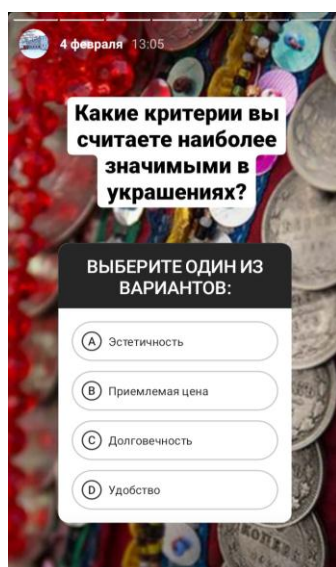 4 февраля 13:05
Какие критерии вы
считаете наиболее
значимыми в
украшениях?
ВЫБЕРИТЕ ОДИН ИЗ
ВАРИАНТОВ:
A Эстетичность
B Приемлемая цена
C Долговечность
D Удобство